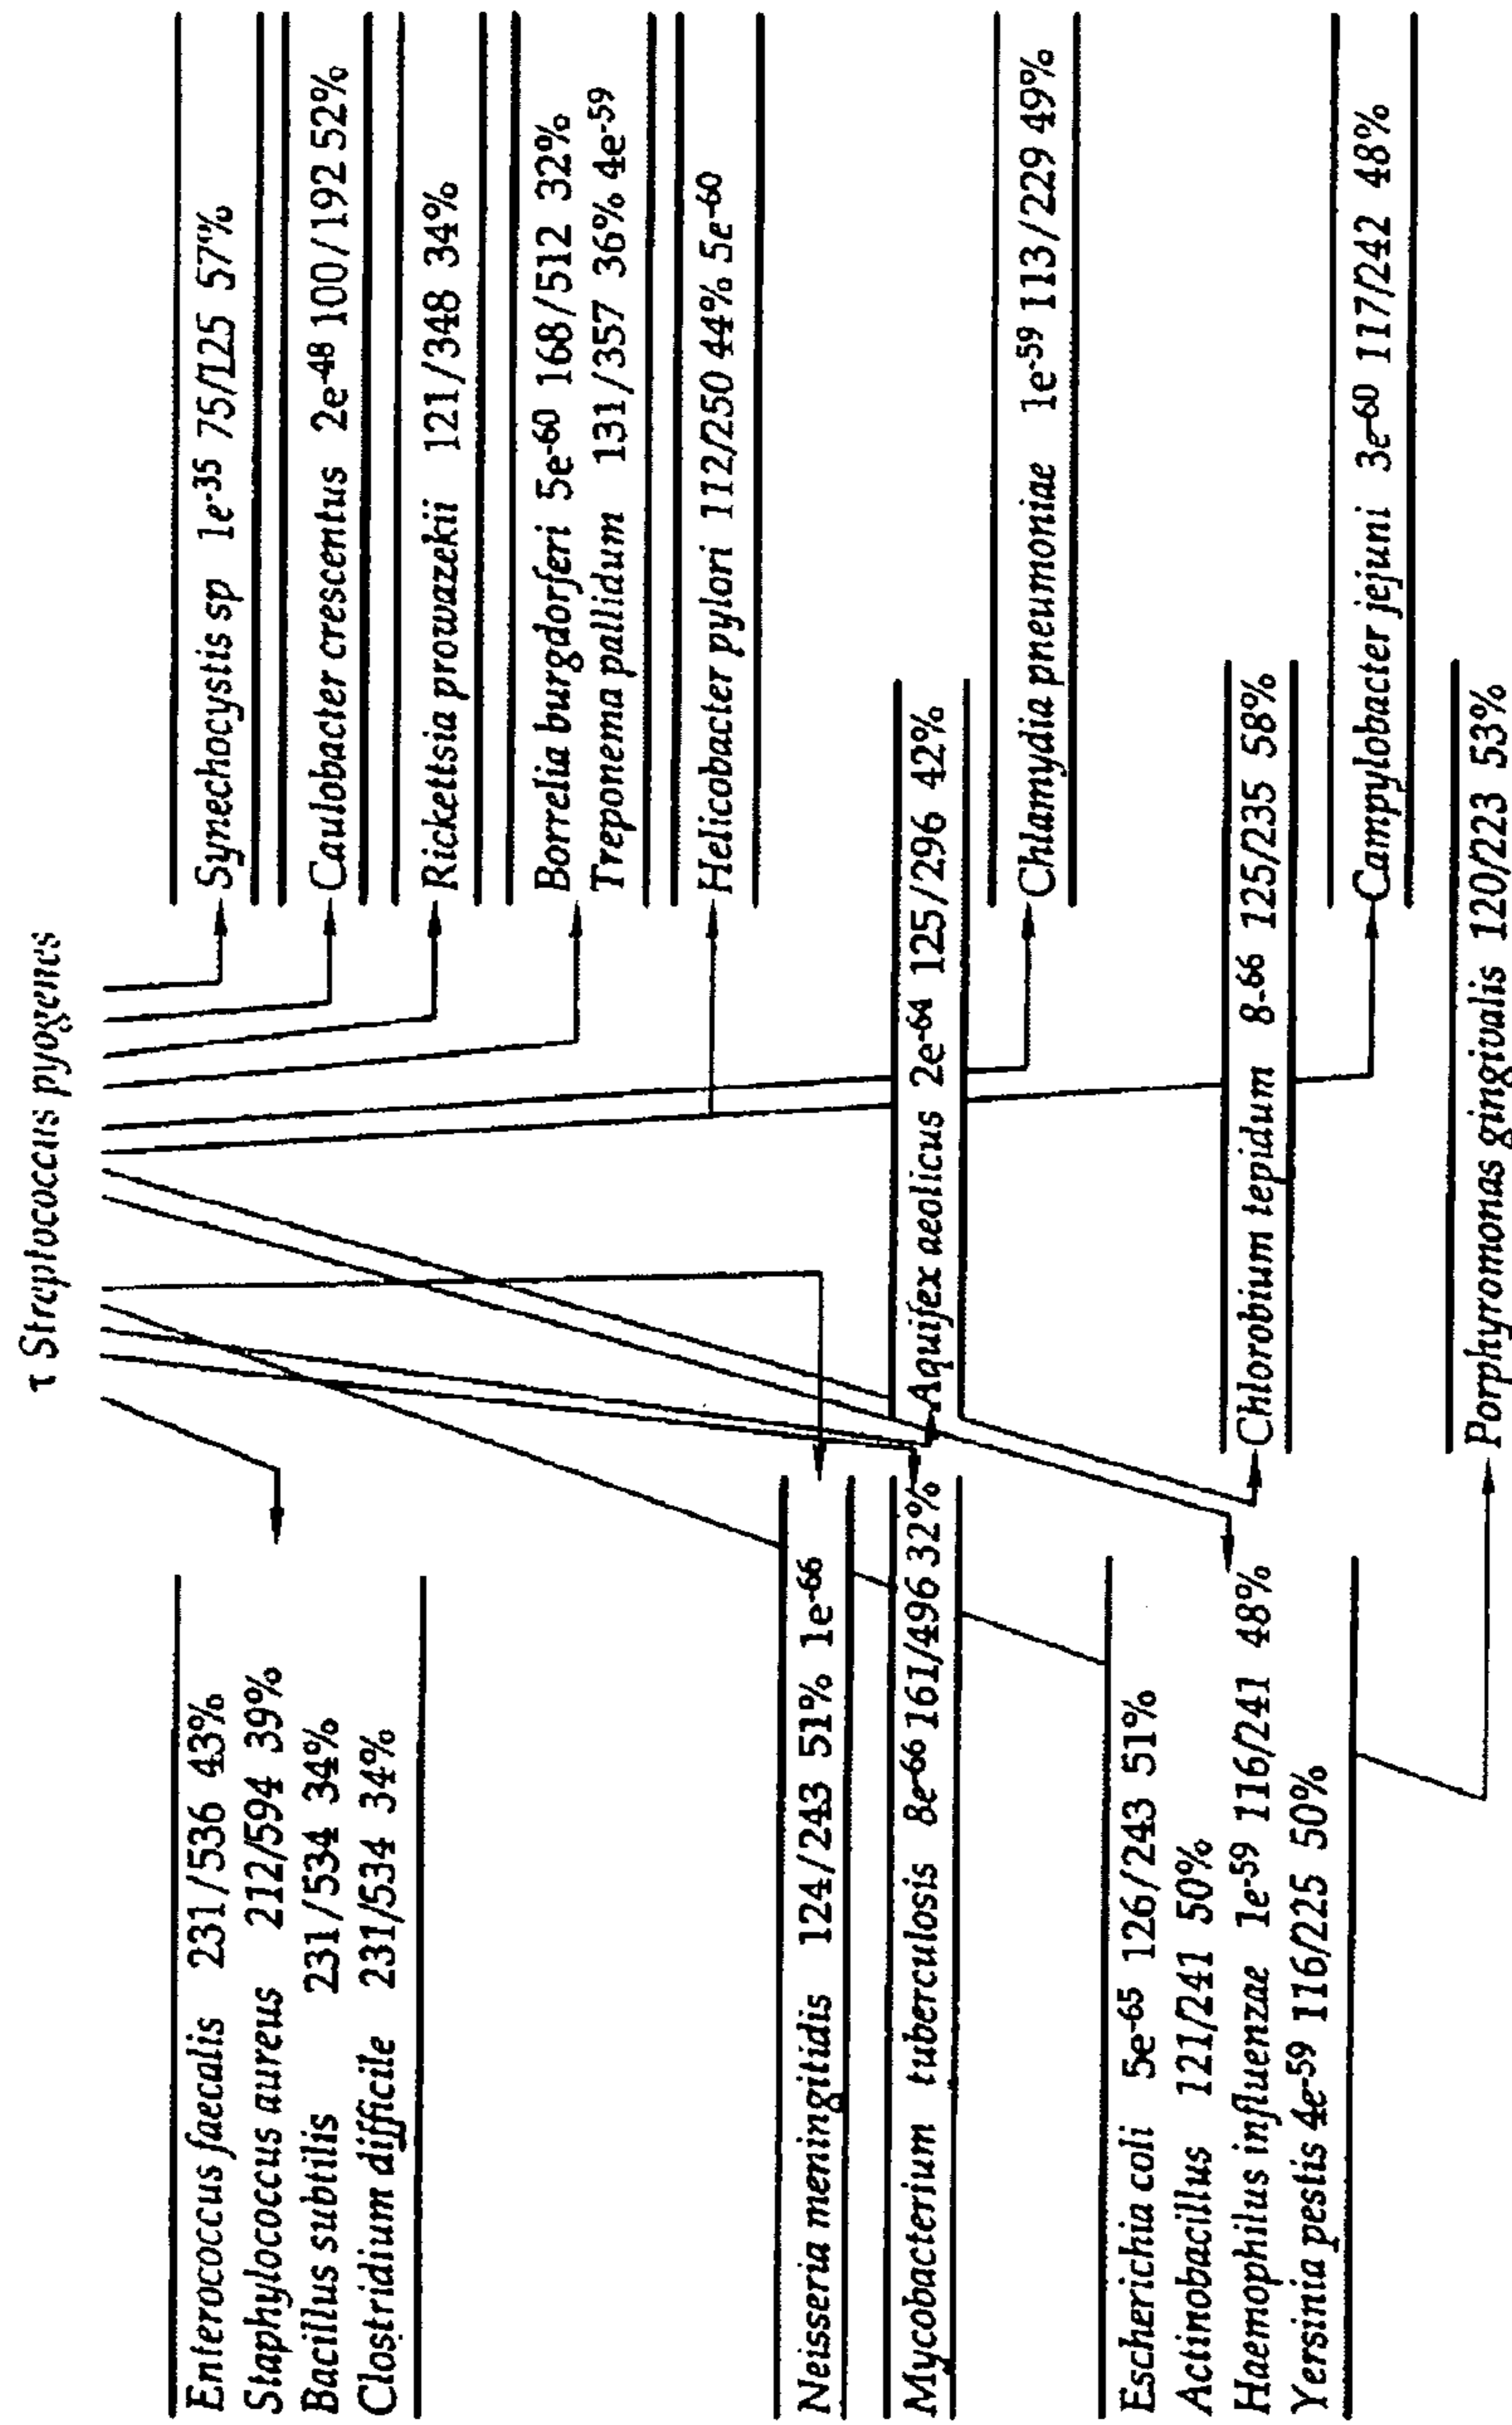 τ Streptococcus pyogenes
Enterococcus faecalis 231/536 43%
Staphylococcus aureus 212/594 39%
Bacillus subtilis 231/534 34%
Clostridium difficile 231/534 34%
Neisseria meningitidis 124/243 51% 1e-66
Mycobacterium tuberculosis 8e-66 161/496 32%
Escherichia coli 5e-65 126/243 51%
Actinobacillus 121/241 50%
Haemophilus influenzae 1e-59 116/241 48%
Yersinia pestis 4e-59 116/225 50%
Synechocystis sp 1e-35 75/125 57%
Caulobacter crescentus 2e-48 100/192 52%
Rickettsia prowazekii 121/348 34%
Borrelia burgdorferi 5e-60 168/512 32%
Treponema pallidum 131/357 36% 4e-59
Helicobacter pylori 112/250 44% 5e-60
Aquifex aeolicus 2e-64 125/296 42%
Chlamydia pneumoniae 1e-59 113/229 49%
Chlorobium tepidum 8-66 125/235 58%
Campylobacter jejuni 3e-60 117/242 48%
Porphyromonas gingivalis 120/223 53%